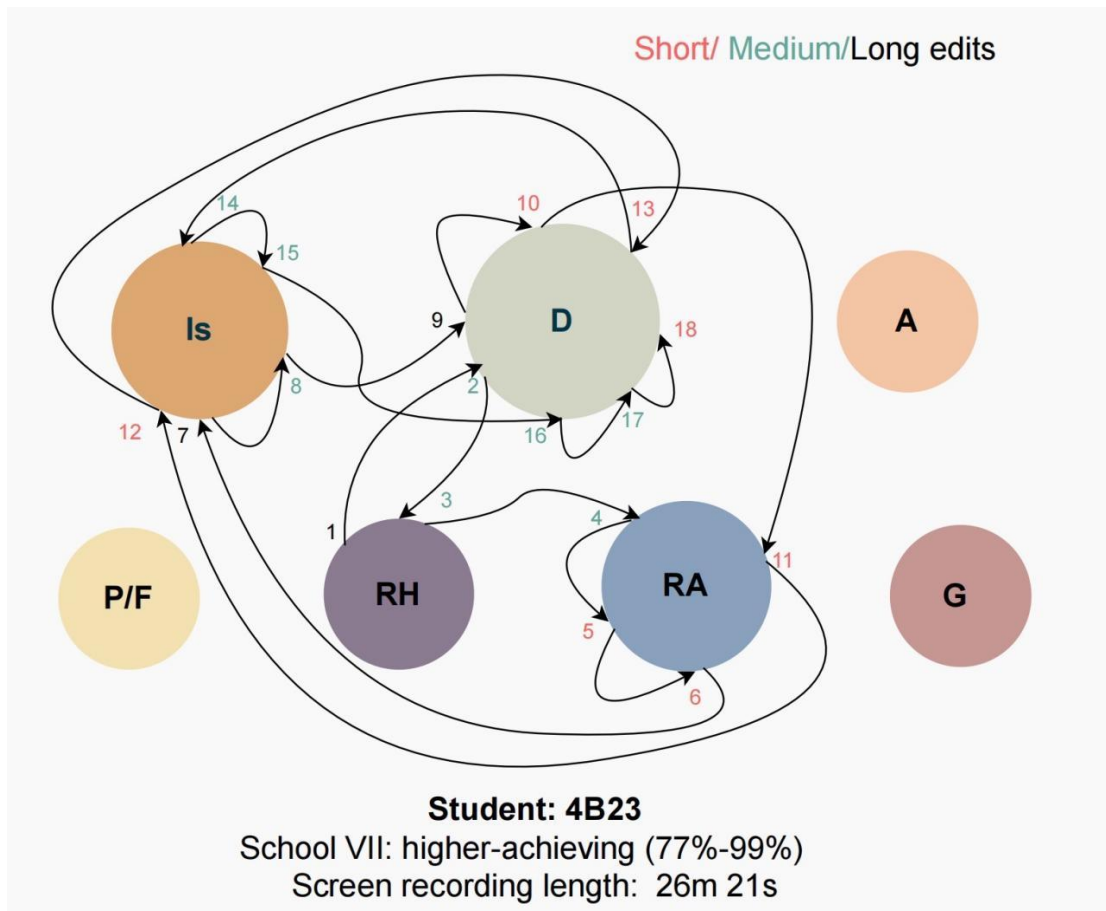 Short/ Medium/Long edits
14
10
13
15
Is
9
D
A
18
8
2
12
7
16
17
3
1
4
11
P/F
RH
RA
G
5
6
Student: 4B23
School VII: higher-achieving (77%-99%)
Screen recording length: 26m 21s